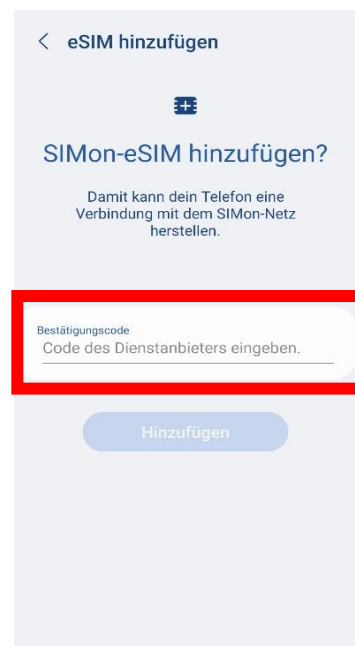 eSIM hinzufügen
SIMon-eSIM hinzufügen?
Damit kann dein Telefon eine
Verbindung mit dem SIMon-Netz
herstellen.
Bestätigungscode
Code des Dienstanbieters eingeben.
Hinzufügen